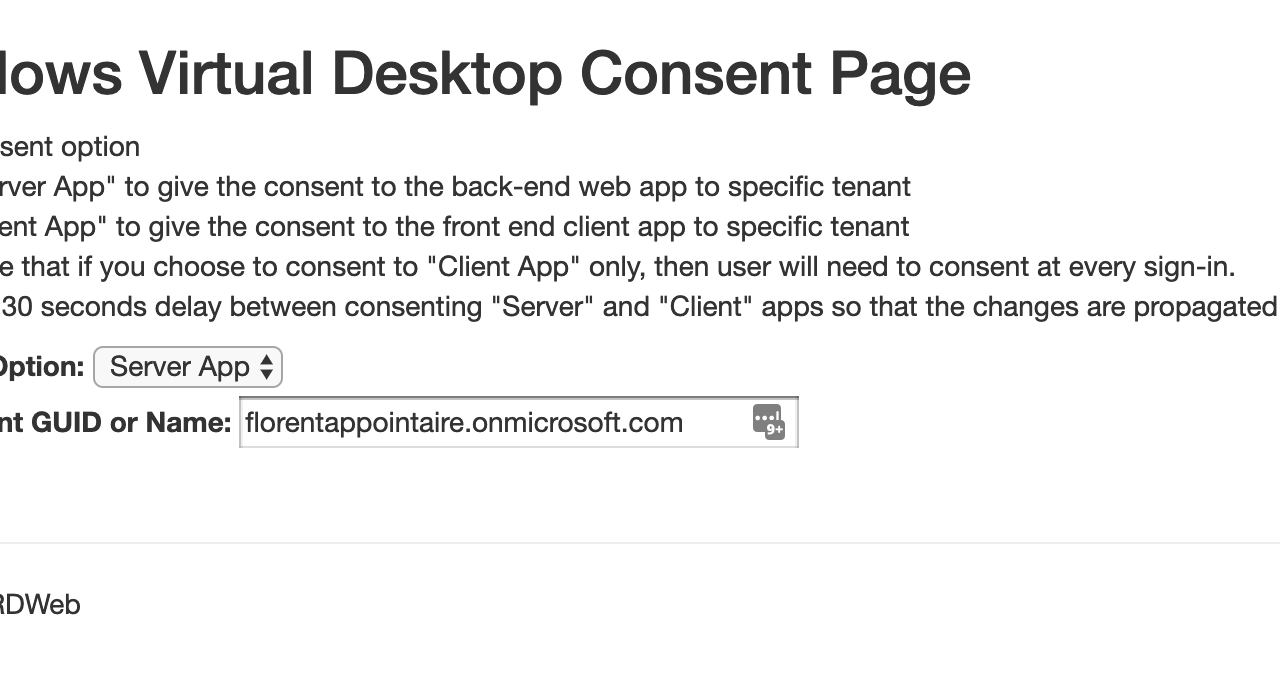 lows Virtual Desktop Consent Page
sent option
rver App" to give the consent to the back-end web app to specific tenant
ent App" to give the consent to the front end client app to specific tenant
e that if you choose to consent to "Client App" only, then user will need to consent at every sign-in.
30 seconds delay between consenting "Server" and "Client" apps so that the changes are propagated
Option: Server App
nt GUID or Name: florentappointaire.onmicrosoft.com 9+
RDWeb